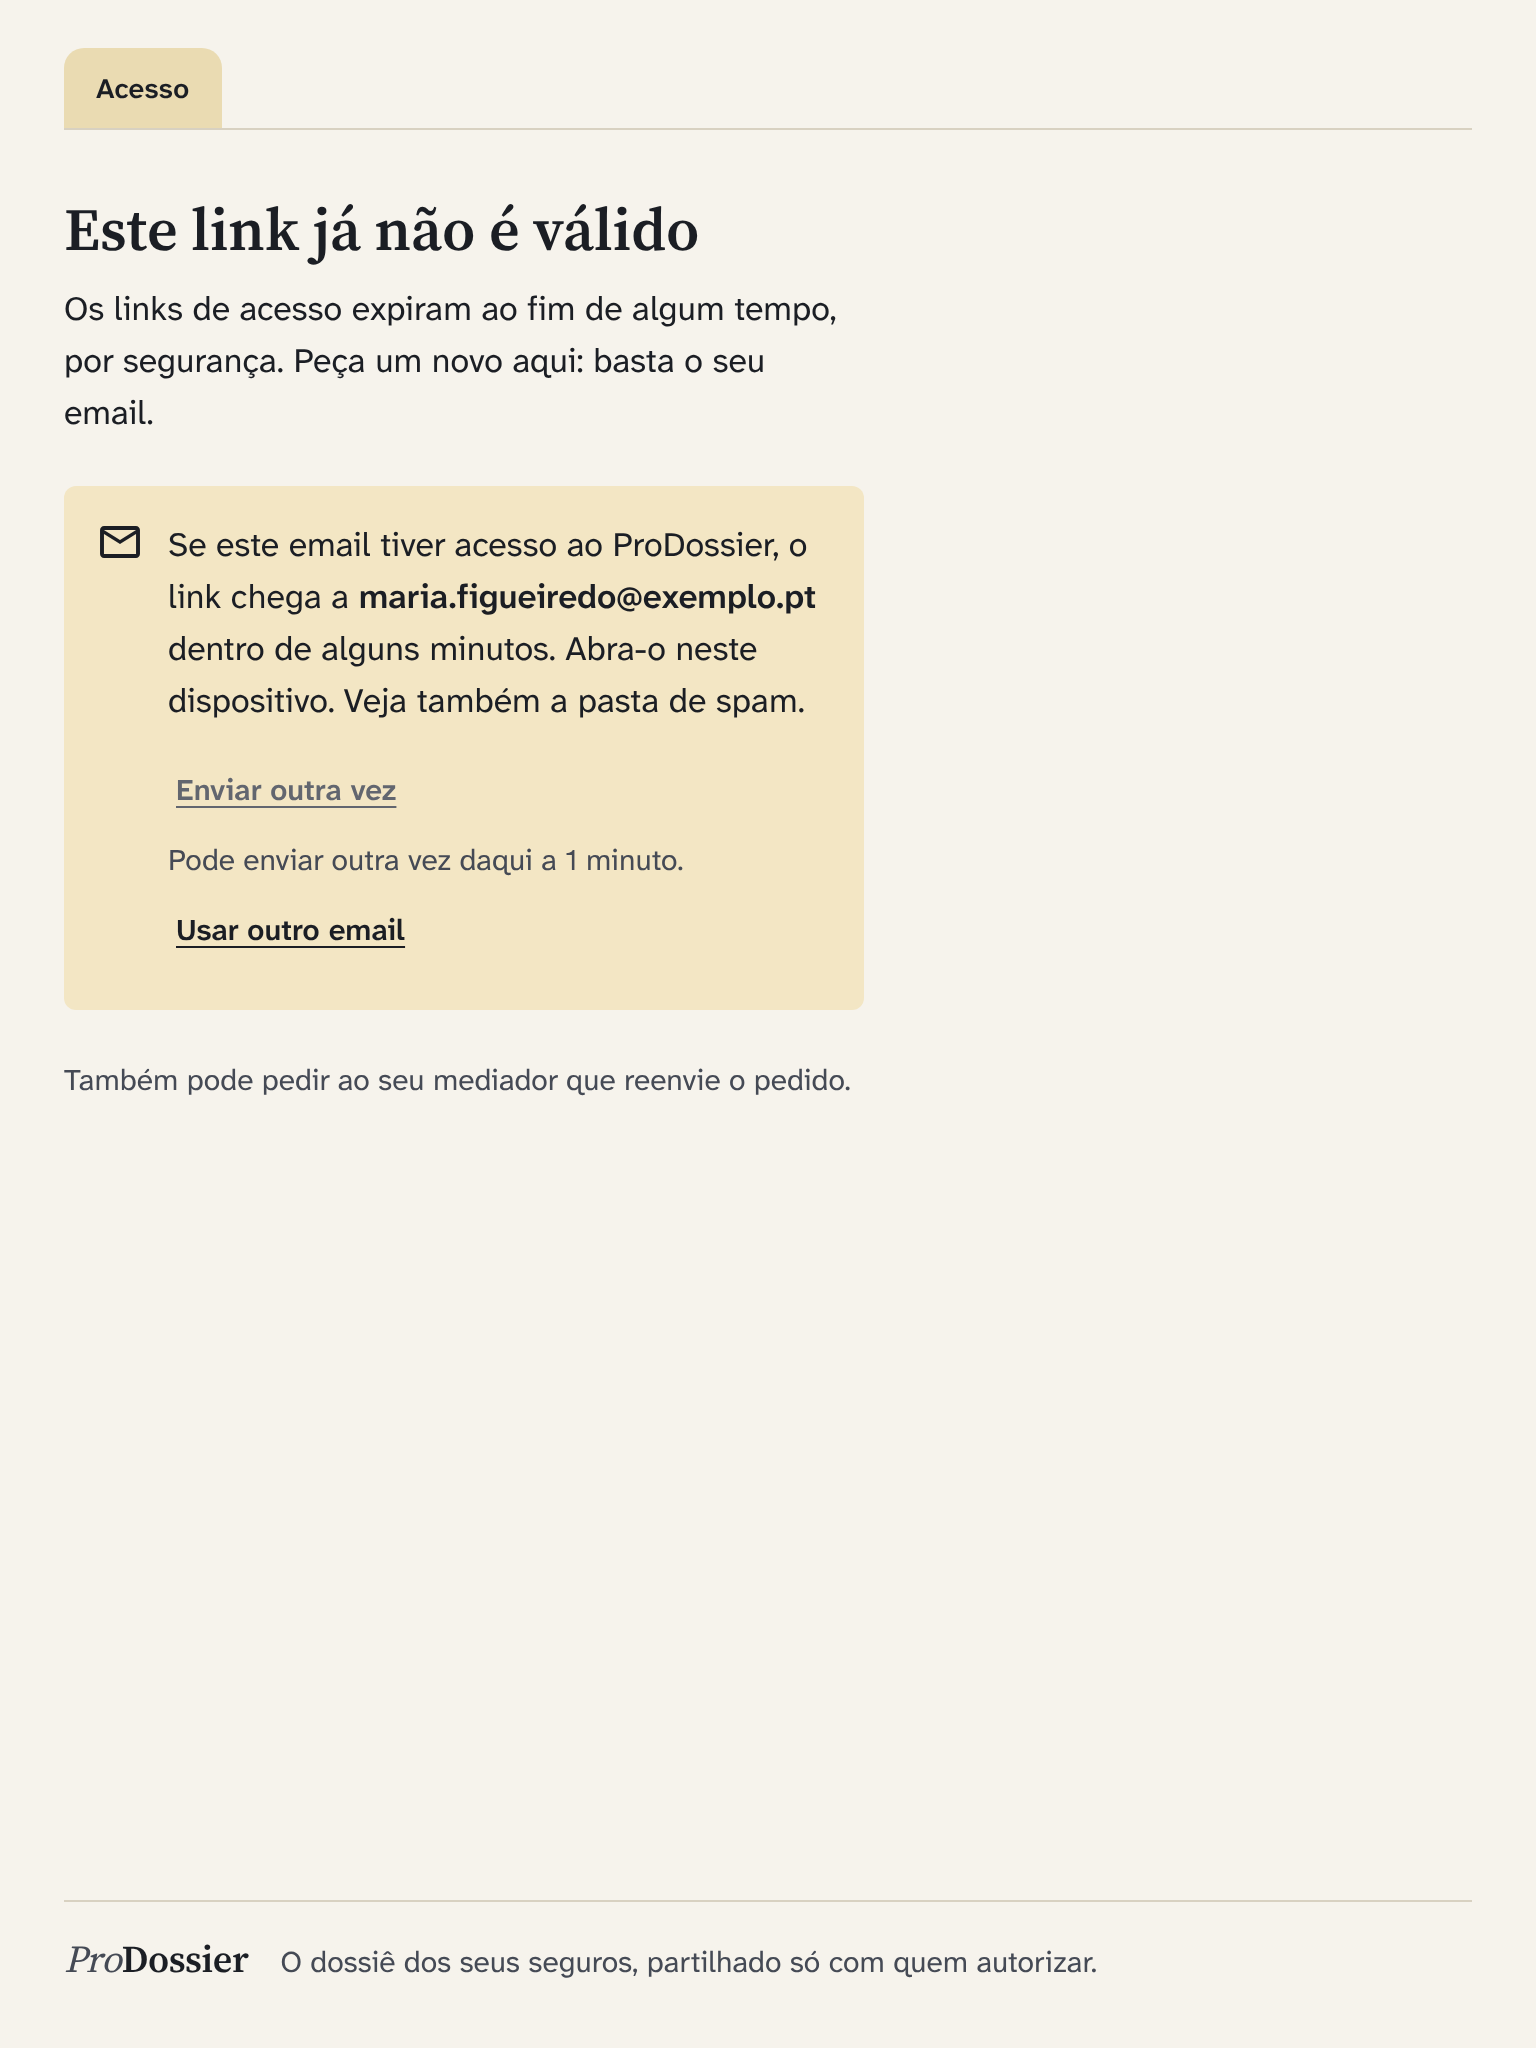 Acesso
Este link já não é válido
Os links de acesso expiram ao fim de algum tempo,
por segurança. Peça um novo aqui: basta o seu
email.
Se este email tiver acesso ao ProDossier, o
link chega a maria.figueiredo@exemplo.pt
dentro de alguns minutos. Abra-o neste
dispositivo. Veja também a pasta de spam.
Enviar outra vez
Pode enviar outra vez daqui a 1 minuto.
Usar outro email
Também pode pedir ao seu mediador que reenvie o pedido.
ProDossier O dossiê dos seus seguros, partilhado só com quem autorizar.